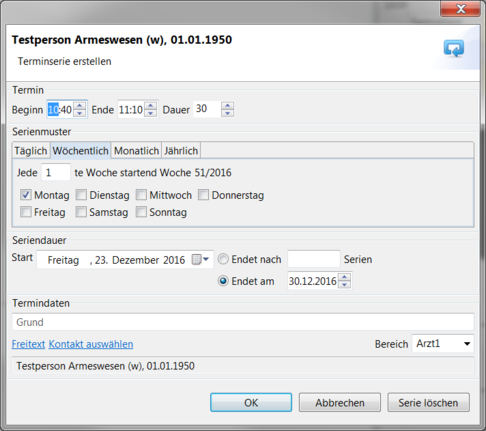 Testperson Armeswesen (w), 01.01.1950
Terminserie erstellen
Termin
Beginn 10:40 Ende 11:10 Dauer 30
Serienmuster
Täglich Wöchentlich Monatlich Jährlich
Jede 1 te Woche startend Woche 51/2016
Montag Dienstag Mittwoch Donnerstag
Freitag Samstag Sonntag
Seriendauer
Start Freitag , 23. Dezember 2016 Endet nach Serien
Endet am 30.12.2016
Termindaten
Grund
Freitext Kontakt auswählen Bereich Arzt1
Testperson Armeswesen (w), 01.01.1950
OK Abbrechen Serie löschen